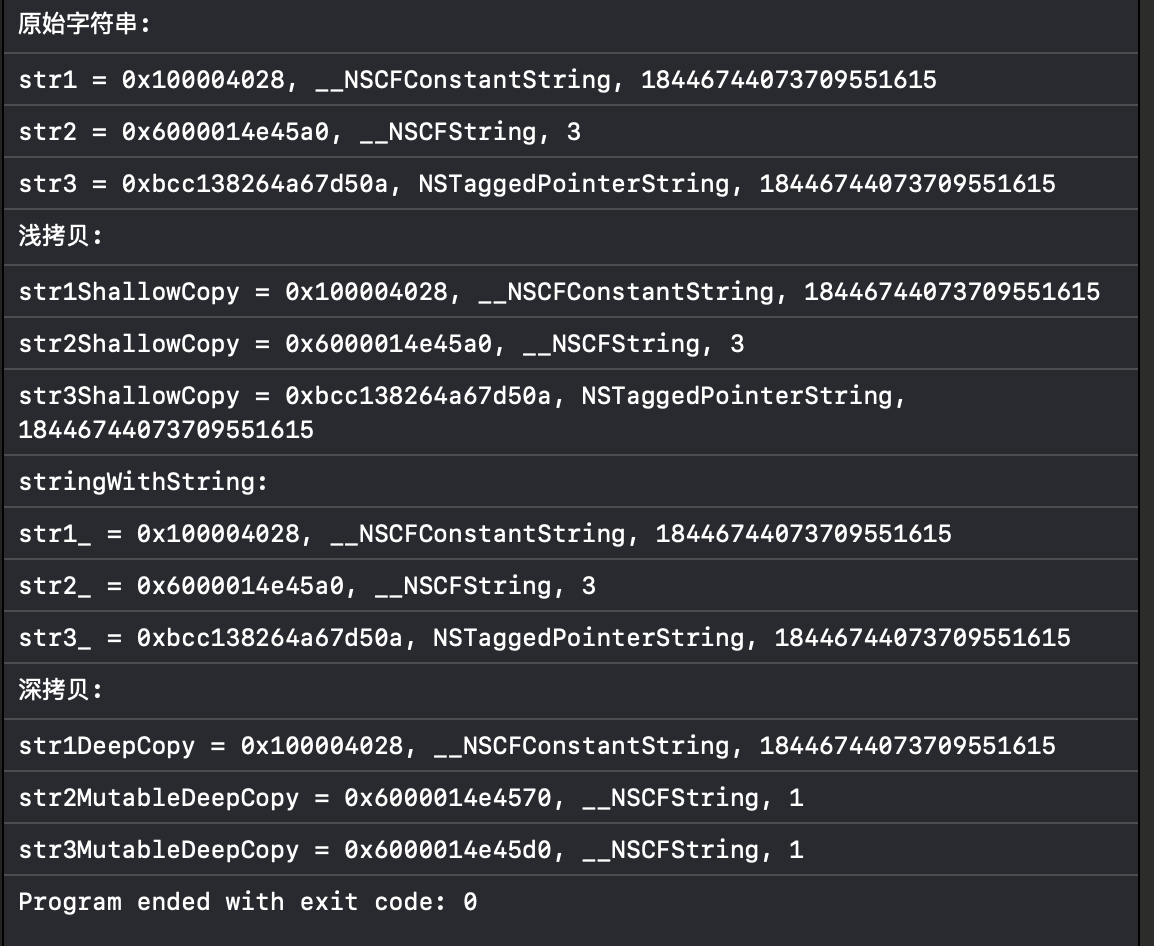 原始字符串:
str1 = 0x100004028, __NSCFConstantString, 18446744073709551615
str2 = 0x6000014e45a0, __NSCFString, 3
str3 = 0xbcc138264a67d50a, NSTaggedPointerString, 18446744073709551615
浅拷贝:
str1ShallowCopy = 0x100004028, __NSCFConstantString, 18446744073709551615
str2ShallowCopy = 0x6000014e45a0, __NSCFString, 3
str3ShallowCopy = 0xbcc138264a67d50a, NSTaggedPointerString,
18446744073709551615
stringWithString:
str1_ = 0x100004028, __NSCFConstantString, 18446744073709551615
str2_ = 0x6000014e45a0, __NSCFString, 3
str3_ = 0xbcc138264a67d50a, NSTaggedPointerString, 18446744073709551615
深拷贝:
str1DeepCopy = 0x100004028, __NSCFConstantString, 18446744073709551615
str2MutableDeepCopy = 0x6000014e4570, __NSCFString, 1
str3MutableDeepCopy = 0x6000014e45d0, __NSCFString, 1
Program ended with exit code: 0